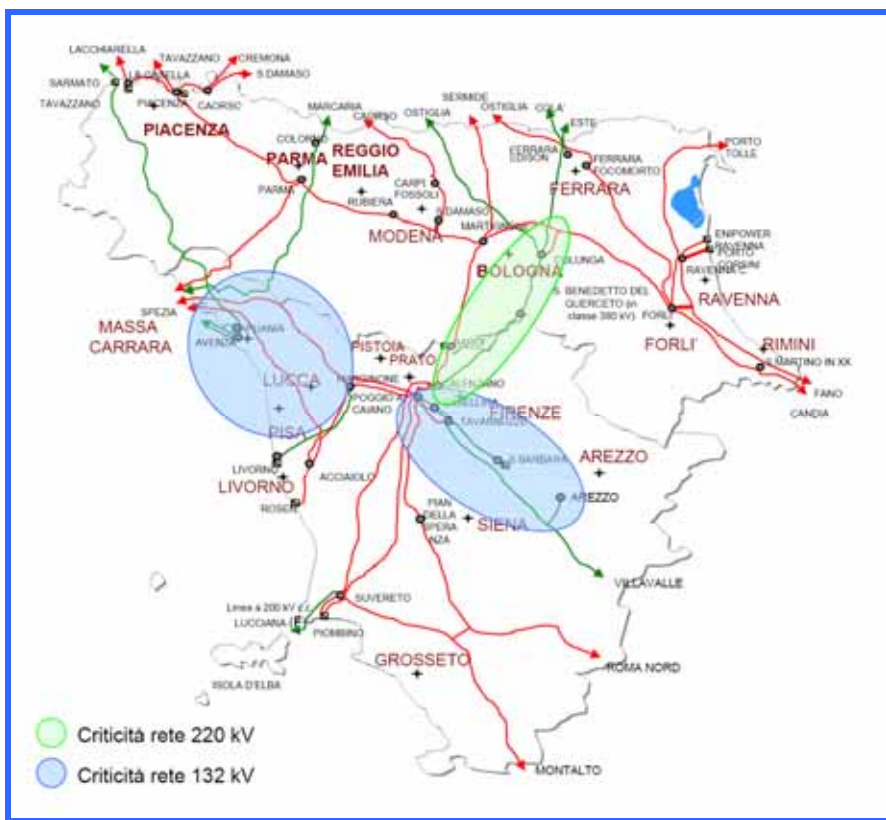 LACCHIARELLA
TAVAZZANO
CREMONA
SARMATO
LA CASELLA
S.DAMASO
TAVAZZANO
PIACENZA
CAORSO
PIACENZA
MARCARIA
CAORSO
OSTIGLIA
SERMIDE
OSTIGLIA
COLA'
ESTE
COLORNO
PARMA
REGGIO
EMILIA
PARMA
RUBIERA
CARPI
FOSSOLI
S.DAMASO
MODENA
FERRARA
EDISON
FERRARA
FOCOMORTO
FERRARA
PORTO
TOLLE
BOLOGNA
COLUNGA
S. BENEDETTO DEL
QUERCETO (in
classe 380 kV)
ENIPOWER
RAVENNA
PORTO
CORSINI
RAVENNA C.
RAVENNA
FORLI'
FORLI'
RIMINI
S.MARTINO IN XX
FANO
CANDIA
SPEZIA
MASSA
CARRARA
AVENZA
LUCCA
PISA
PISTOIA
PRATO
CALENZANO
POGGIO A
CAIANO
FIRENZE
TAVARNUZZE
S.BARBARA
AREZZO
AREZZO
LIVORNO
LIVORNO
ACCIAIOLO
ROSEN
PIAN
DELLA
SPERA
NZA
SIENA
VILLAVALLE
SUVERETO
Linea a 200 kV c.c.
LUCCIANA
PIOMBINO
ISOLA D'ELBA
GROSSETO
ROMA NORD
MONTALTO
Criticità rete 220 kV
Criticità rete 132 kV